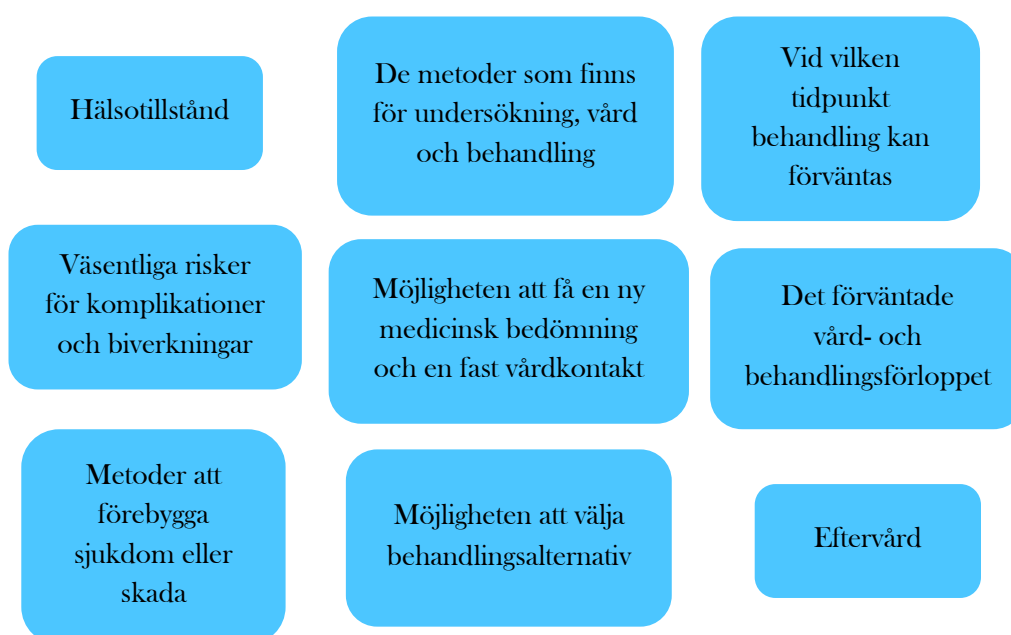 Hälsotillstånd
De metoder som finns
för undersökning, vård
och behandling
Vid vilken
tidpunkt
behandling kan
förväntas
Väsentliga risker
för komplikationer
och biverkningar
Möjligheten att få en ny
medicinsk bedömning
och en fast vårdkontakt
Det förväntade
vård- och
behandlingsförloppet
Metoder att
förebygga
sjukdom eller
skada
Möjligheten att välja
behandlingsalternativ
Eftervård